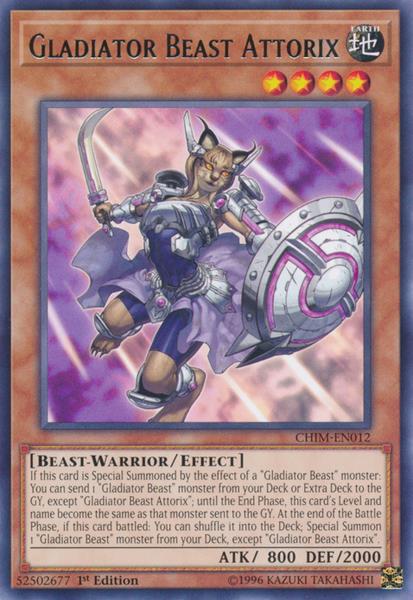 GLADIATOR BEAST ATTORIX
EARTH
地
CHIM-EN012
[BEAST-WARRIOR/EFFECT]
If this card is Special Summoned by the effect of a "Gladiator Beast" monster:
You can send 1 "Gladiator Beast" monster from your Deck or Extra Deck to the
GY, except "Gladiator Beast Attorix"; until the End Phase, this card's Level and
name become the same as that monster sent to the GY. At the end of the Battle
Phase, if this card battled: You can shuffle it into the Deck; Special Summon
1 "Gladiator Beast" monster from your Deck, except "Gladiator Beast Attorix".
ATK/ 800 DEF/2000
52502677 1st Edition ©1996 KAZUKI TAKAHASHI